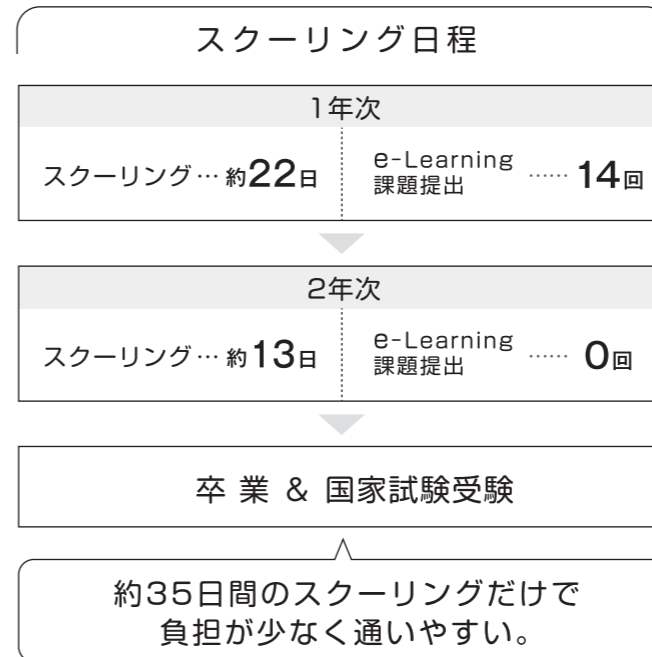 スクーリング日程
1年次
スクーリング… 約22日
e-Learning
課題提出 …… 14回
2年次
スクーリング… 約13日
e-Learning
課題提出 …… 0回
卒業 & 国家試験受験
約35日間のスクーリングだけで
負担が少なく通いやすい。